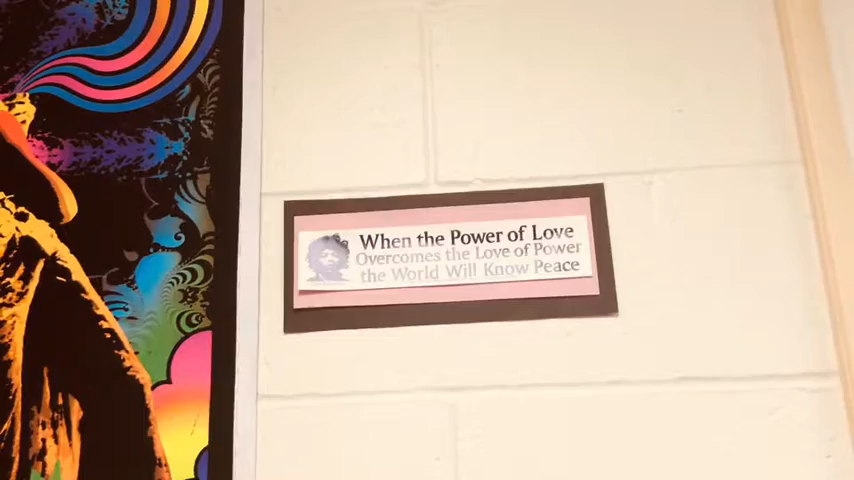 When the Power of Love
Overcomes the Love of Power
the World Will Know Peace